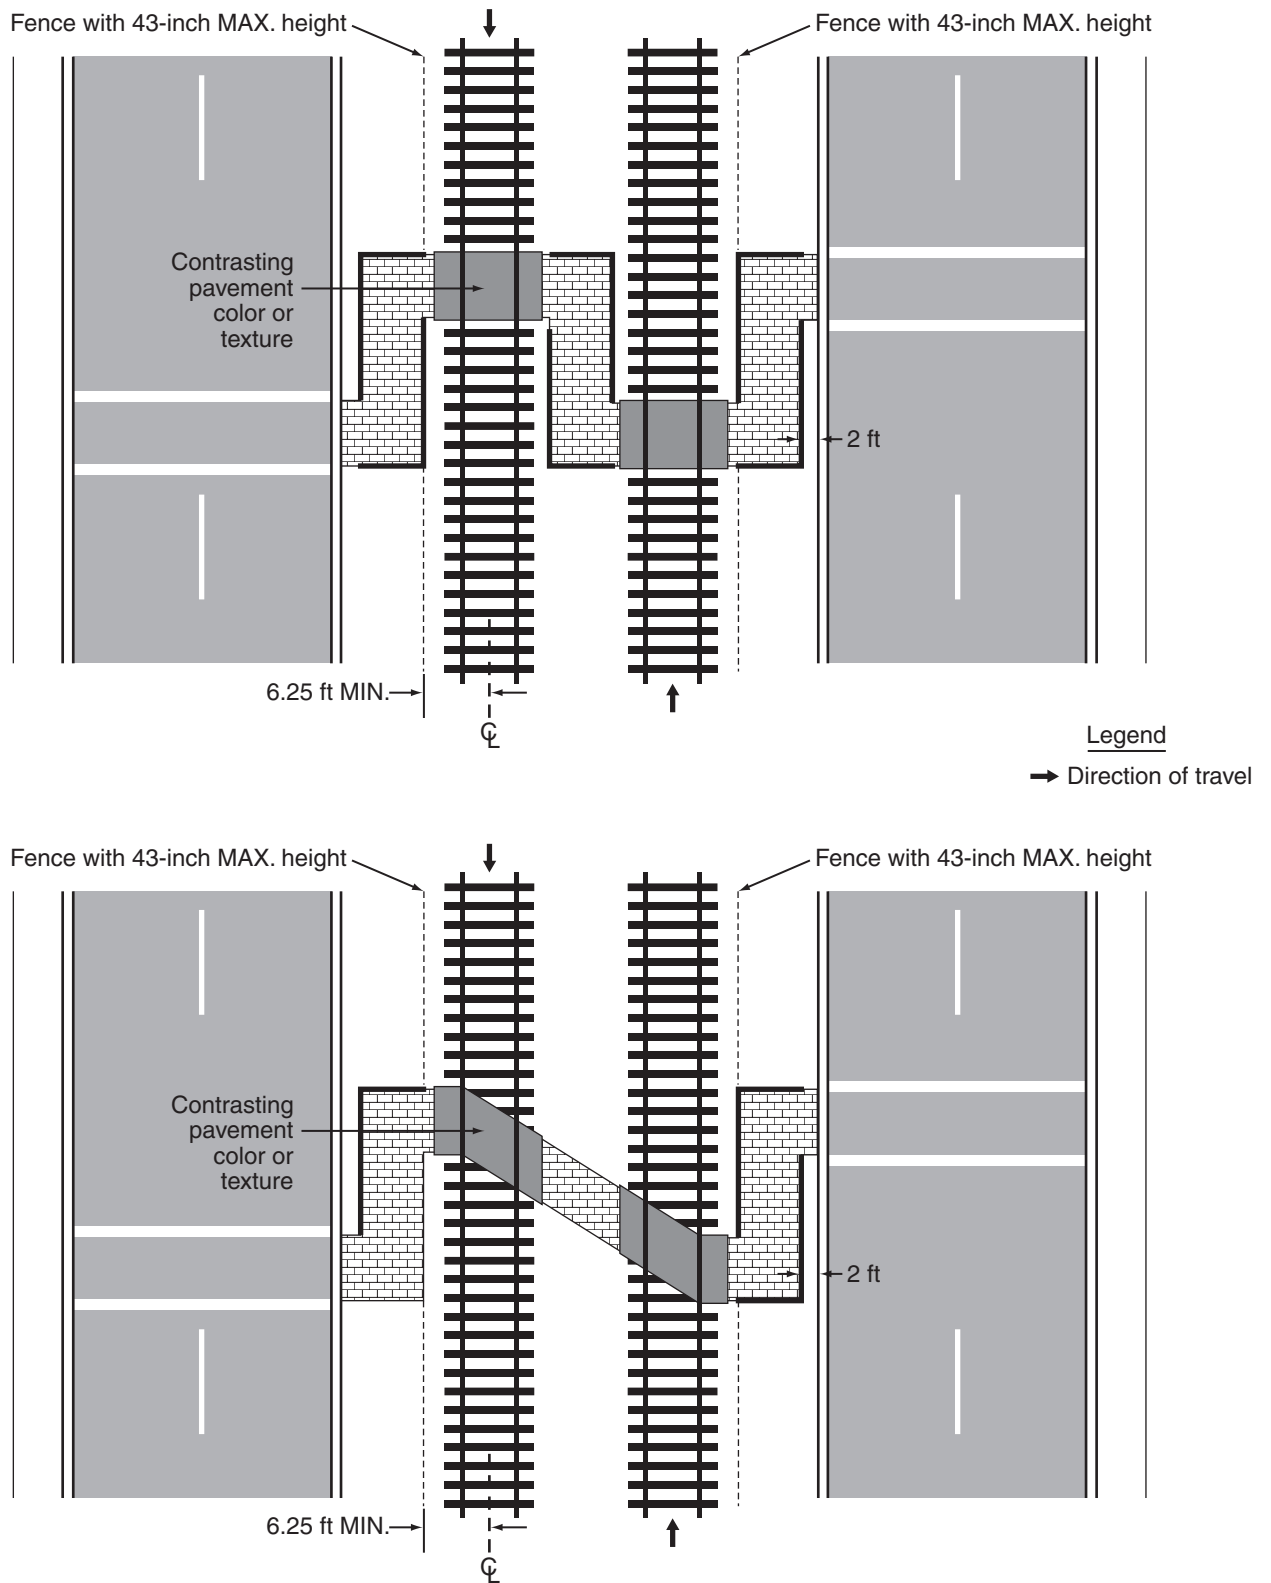 Fence with 43-inch MAX. height
Fence with 43-inch MAX. height
Contrasting
pavement
color or
texture
2 ft
6.25 ft MIN.
℄
Legend
Direction of travel
Fence with 43-inch MAX. height
Fence with 43-inch MAX. height
Contrasting
pavement
color or
texture
2 ft
6.25 ft MIN.
℄